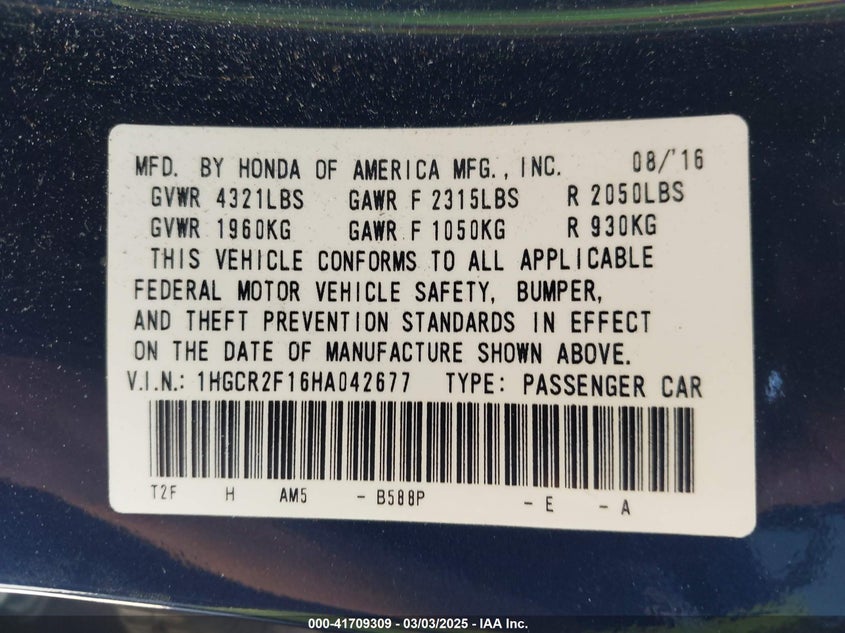 MFD. BY HONDA OF AMERICA MFG., INC. 08/'16
GVWR 4321LBS GAWR F 2315LBS R 2050LBS
GVWR 1960KG GAWR F 1050KG R 930KG
THIS VEHICLE CONFORMS TO ALL APPLICABLE
FEDERAL MOTOR VEHICLE SAFETY, BUMPER,
AND THEFT PREVENTION STANDARDS IN EFFECT
ON THE DATE OF MANUFACTURE SHOWN ABOVE.
V.I.N.: 1HGCR2F16HA042677 TYPE: PASSENGER CAR
T2F H AM5 - B588P - E - A
000-41709309 - 03/03/2025 - IAA Inc.